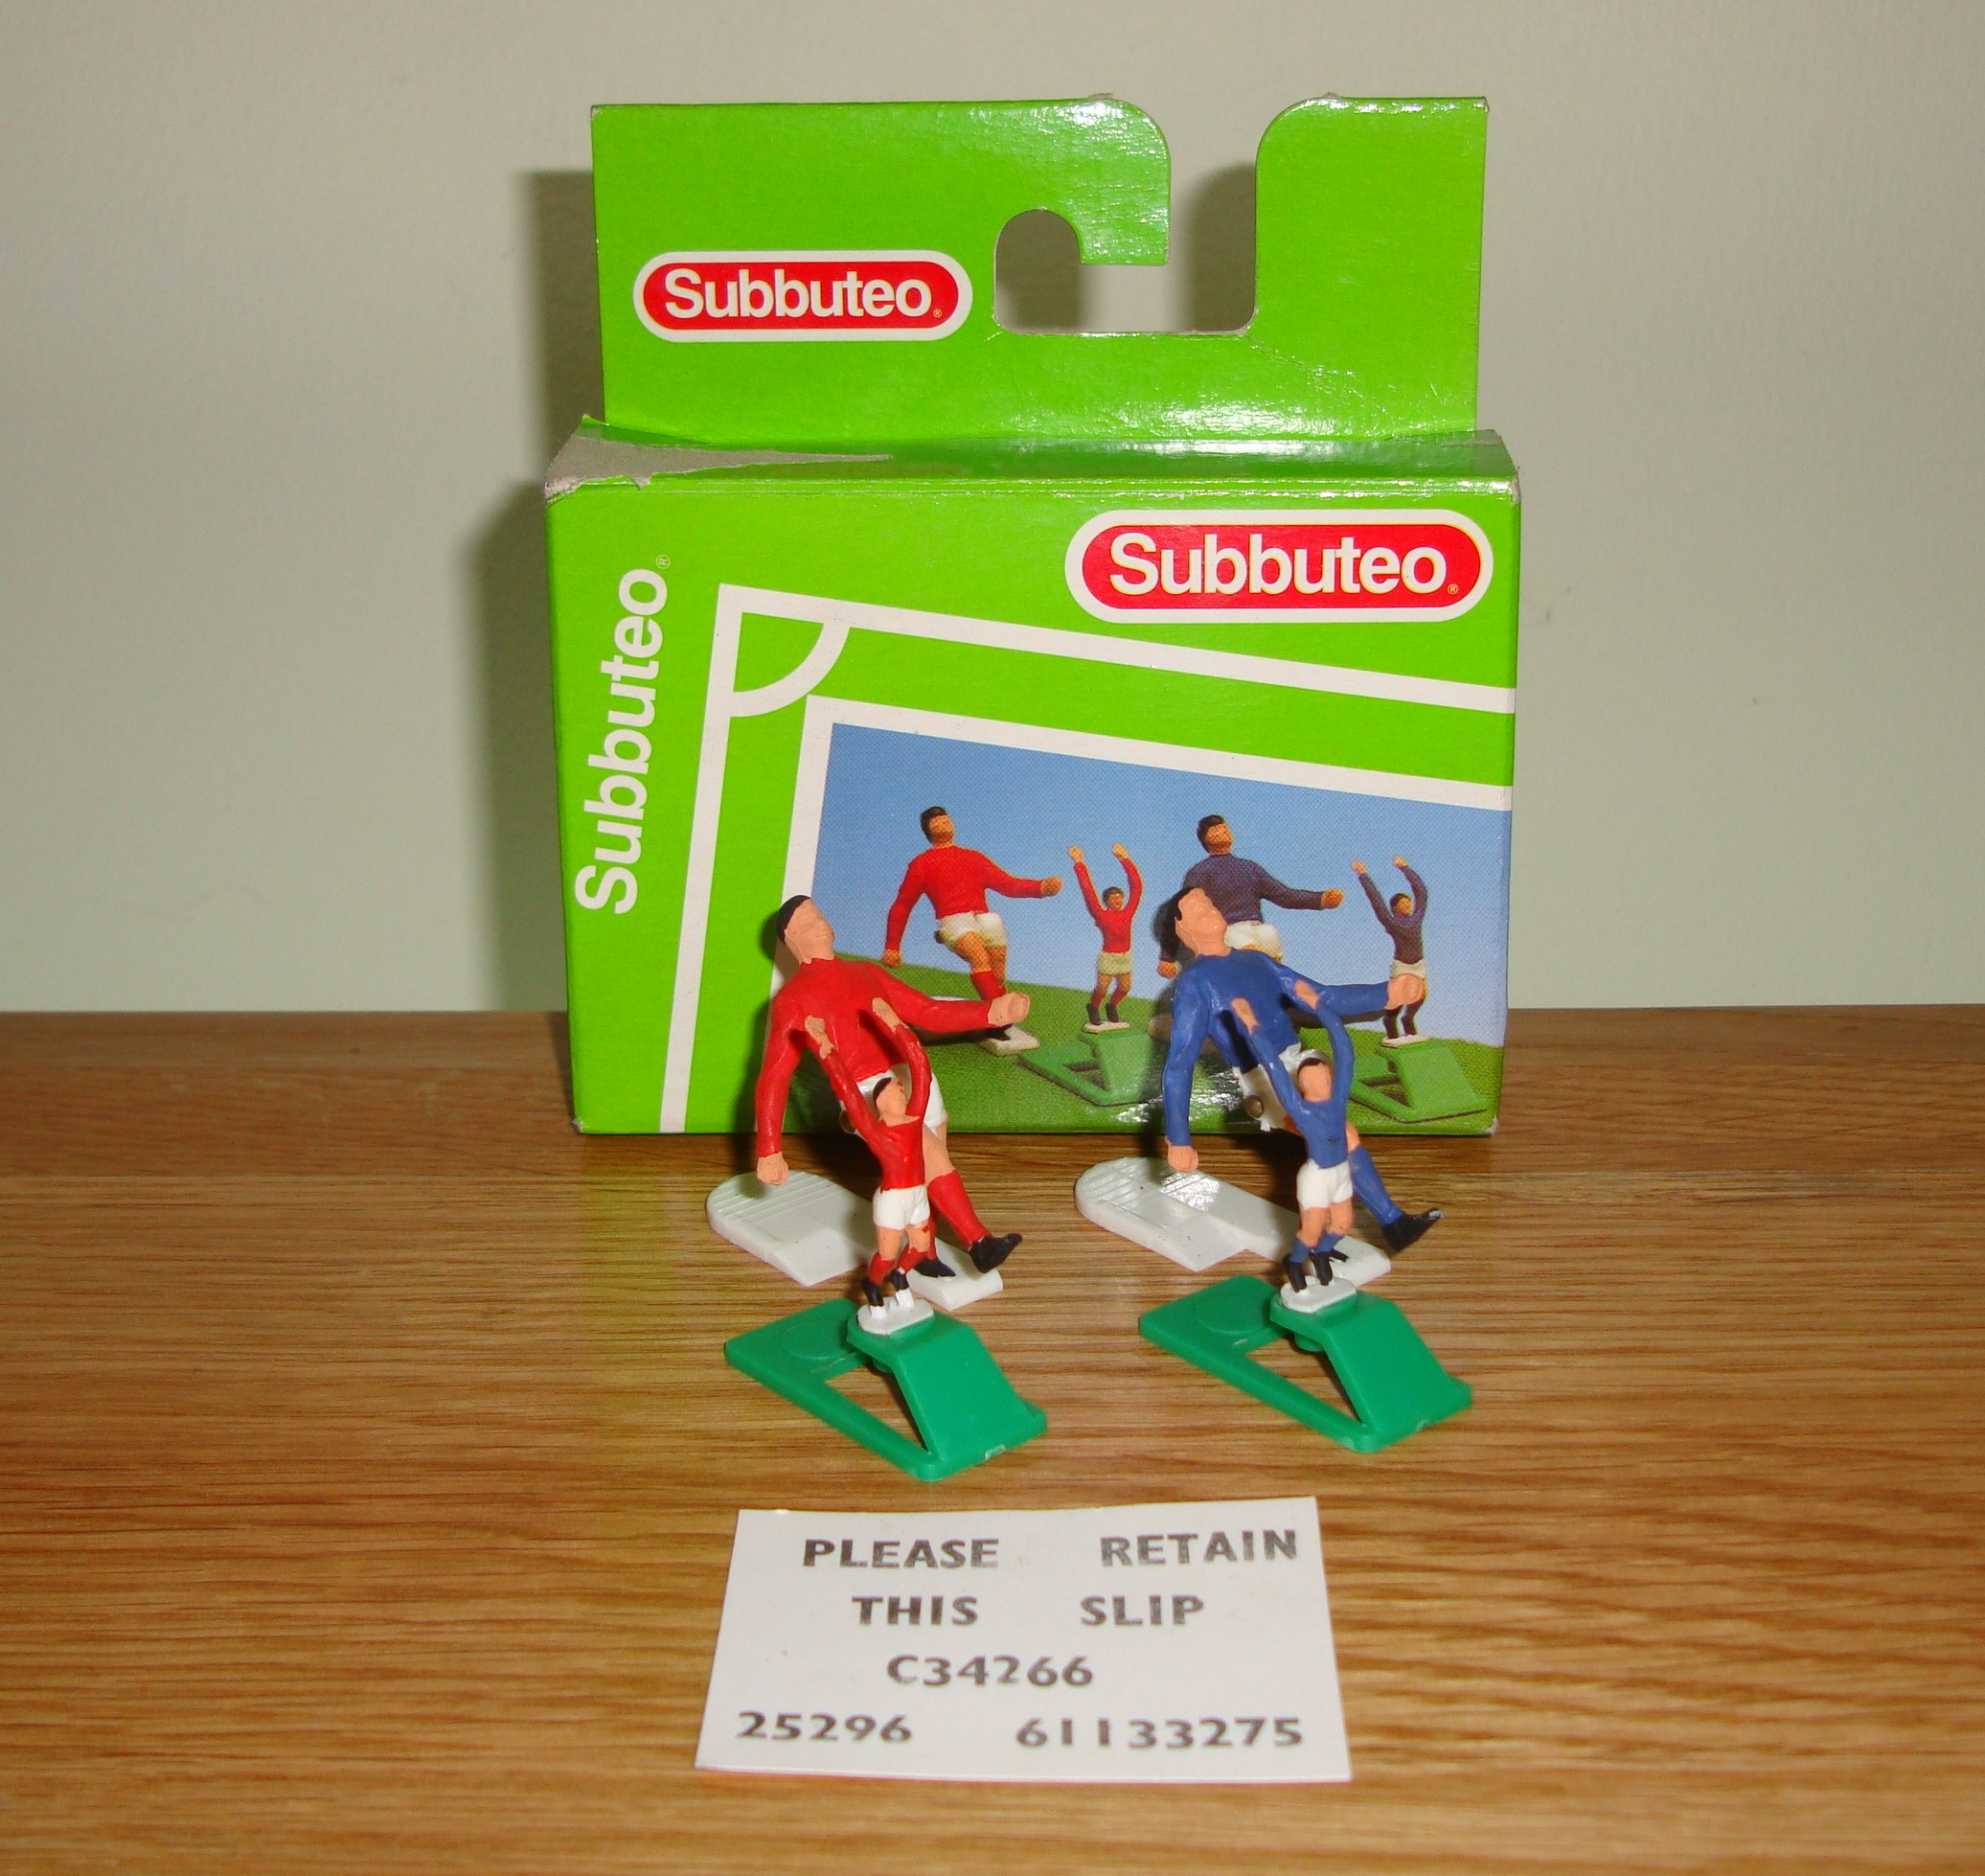 Subbuteo®
Subbuteo®
Subbuteo®
PLEASE RETAIN
THIS SLIP
C34266
25296 61133275